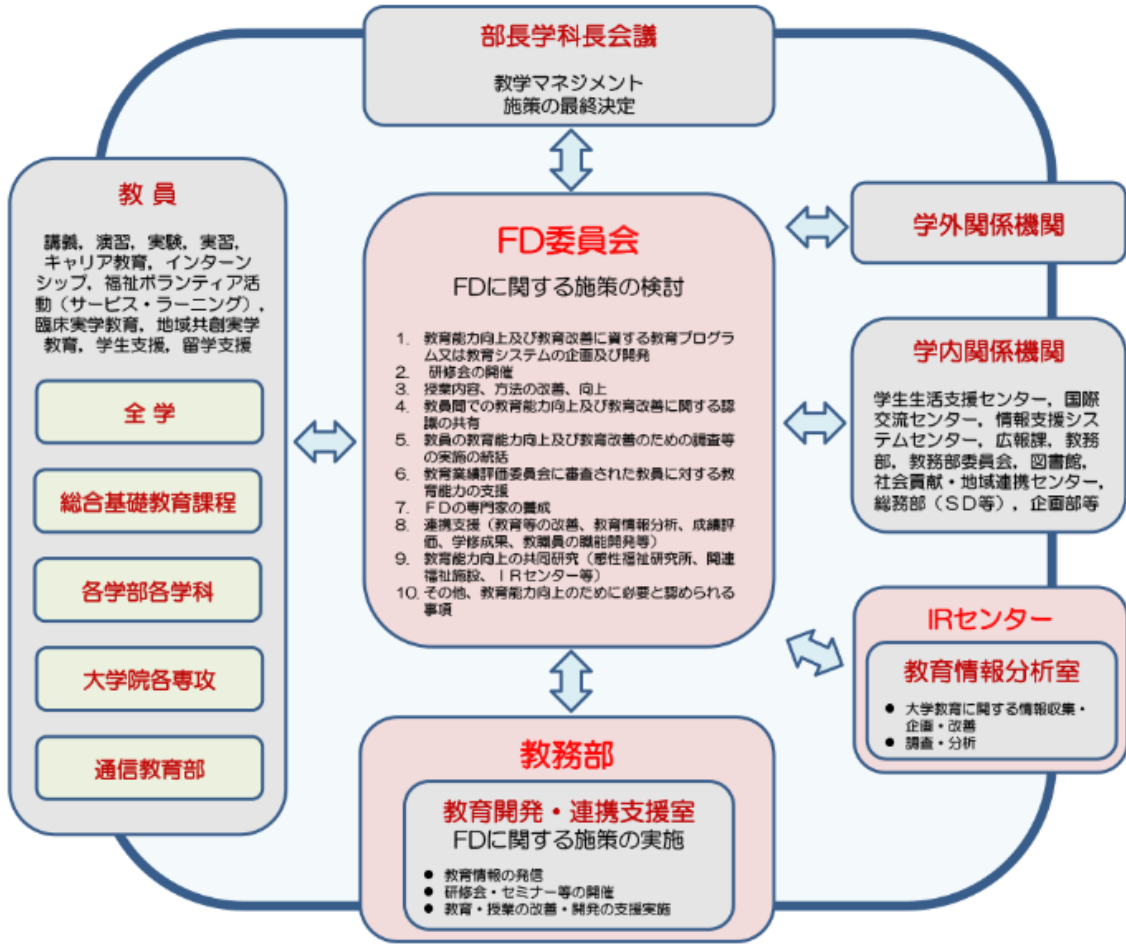 部長学科長会議
教学マネジメント
施策の最終決定
教 員
講義，演習，実験，実習，
キャリア教育，インターン
シップ，福祉ボランティア活
動（サービス・ラーニング），
臨床実学教育，地域共創実学
教育，学生支援，留学支援
全 学
総合基礎教育課程
各学部各学科
大学院各専攻
通信教育部
FD委員会
FDに関する施策の検討
1. 教育能力向上及び教育改善に資する教育プログラ
ム又は教育システムの企画及び開発
2. 研修会の開催
3. 授業内容、方法の改善、向上
4. 教員間での教育能力向上及び教育改善に関する認
識の共有
5. 教員の教育能力向上及び教育改善のための調査等
の実施の統括
6. 教育業績評価委員会に審査された教員に対する教
育能力の支援
7. ＦＤの専門家の養成
8. 連携支援（教育等の改善、教育情報分析、成績評
価、学修成果、教職員の職能開発等）
9. 教育能力向上の共同研究（感性福祉研究所、関連
福祉施設、ＩＲセンター等）
10. その他、教育能力向上のために必要と認められる
事項
学外関係機関
学内関係機関
学生生活支援センター，国際
交流センター，情報支援シス
テムセンター，広報課，教務
部，教務部委員会，図書館，
社会貢献・地域連携センター，
総務部（ＳＤ等），企画部等
IRセンター
教育情報分析室
● 大学教育に関する情報収集・
企画・改善
● 調査・分析
教務部
教育開発・連携支援室
FDに関する施策の実施
● 教育情報の発信
● 研修会・セミナー等の開催
● 教育・授業の改善・開発の支援実施